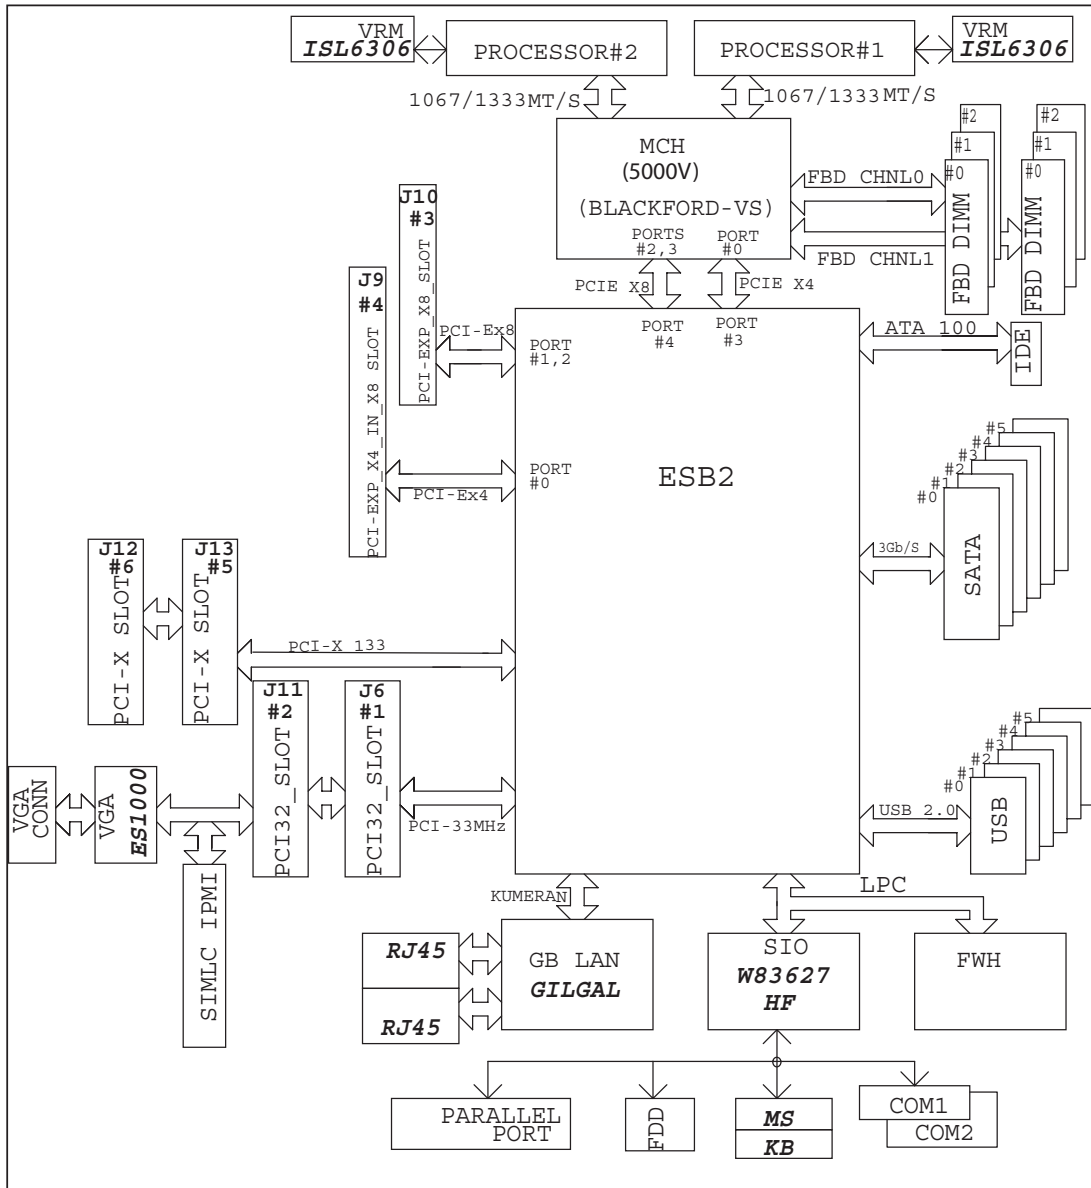 VRM
ISL6306
PROCESSOR#2
PROCESSOR#1
VRM
ISL6306
1067/1333MT/S
1067/1333MT/S
MCH
(5000V)
(BLACKFORD-VS)
PORTS
#2,3
PORT
#0
FBD CHNL0
FBD CHNL1
#2
#1
#0
FBD DIMM
#2
#1
#0
FBD DIMM
PCIE X8
PCIE X4
J10
#3
PCI-EXP_X8_SLOT
J9
#4
PCI-EXP_X4_IN_X8 SLOT
PCI-Ex8
PORT
#1,2
PORT
#4
PORT
#3
ATA 100
IDE
PCI-Ex4
PORT
#0
ESB2
#5
#4
#3
#2
#1
#0
3Gb/S
SATA
J12
#6
PCI-X SLOT
J13
#5
PCI-X SLOT
PCI-X 133
J11
#2
PCI32_SLOT
J6
#1
PCI32_SLOT
PCI-33MHz
VGA
CONN
VGA
ES1000
SIMLC IPMI
#5
#4
#3
#2
#1
#0
USB 2.0
USB
KUMERAN
LPC
RJ45
RJ45
GB LAN
GILGAL
SIO
W83627
HF
FWH
PARALLEL
PORT
FDD
MS
KB
COM1
COM2